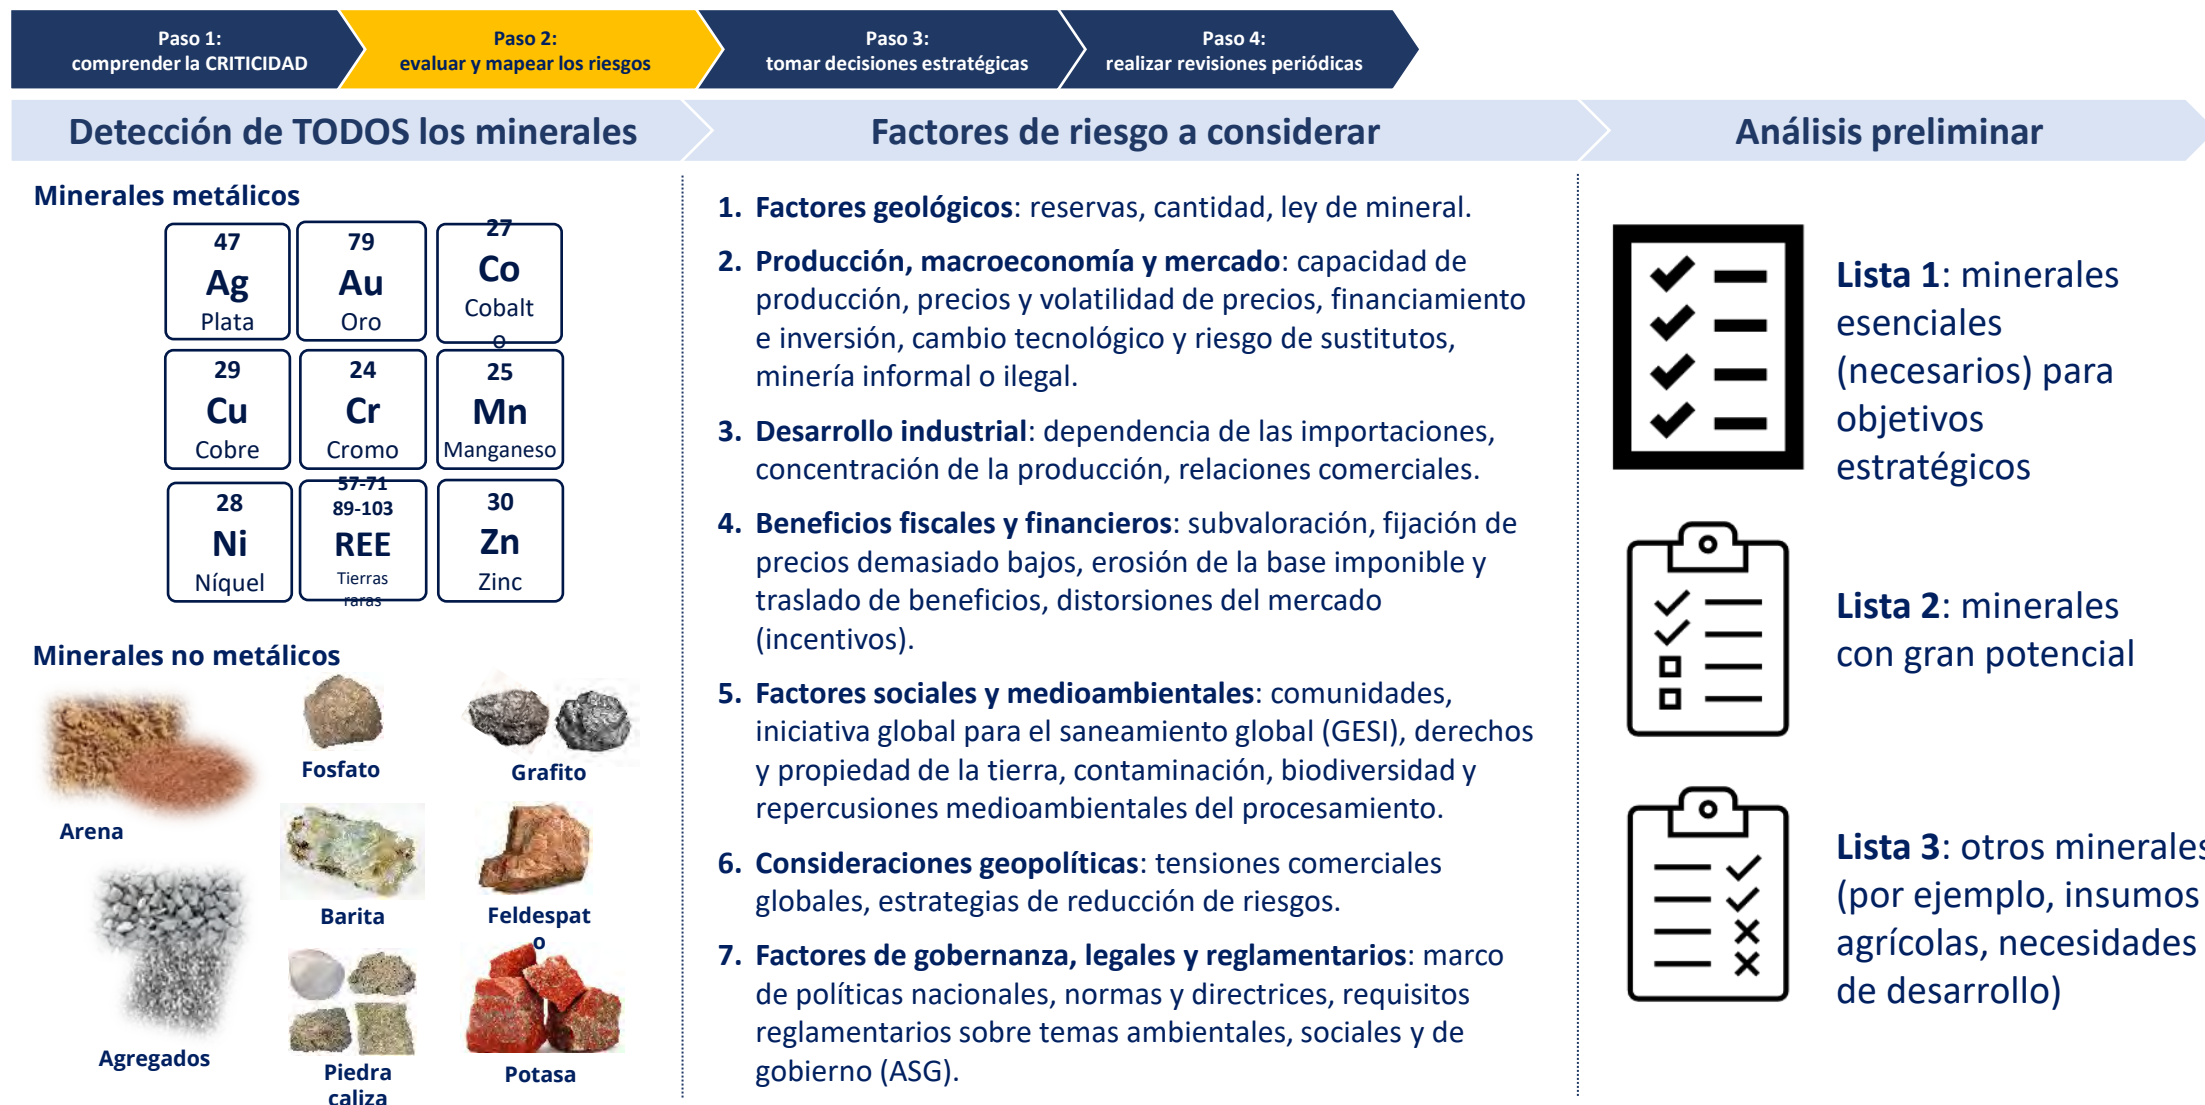 Paso 1:
comprender la CRITICIDAD
Paso 2:
evaluar y mapear los riesgos
Paso 3:
tomar decisiones estratégicas
Paso 4:
realizar revisiones periódicas
Detección de TODOS los minerales
Factores de riesgo a considerar
Análisis preliminar
Minerales metálicos
47
Ag
Plata
79
Au
Oro
27
Co
Cobalt
o
29
Cu
Cobre
24
Cr
Cromo
25
Mn
Manganeso
28
Ni
Níquel
57-71
89-103
REE
Tierras
raras
30
Zn
Zinc
Minerales no metálicos
Arena
Fosfato
Grafito
Barita
Feldespat
o
Agregados
Piedra
caliza
Potasa
1. Factores geológicos: reservas, cantidad, ley de mineral.
2. Producción, macroeconomía y mercado: capacidad de
producción, precios y volatilidad de precios, financiamiento
e inversión, cambio tecnológico y riesgo de sustitutos,
minería informal o ilegal.
3. Desarrollo industrial: dependencia de las importaciones,
concentración de la producción, relaciones comerciales.
4. Beneficios fiscales y financieros: subvaloración, fijación de
precios demasiado bajos, erosión de la base imponible y
traslado de beneficios, distorsiones del mercado
(incentivos).
5. Factores sociales y medioambientales: comunidades,
iniciativa global para el saneamiento global (GESI), derechos
y propiedad de la tierra, contaminación, biodiversidad y
repercusiones medioambientales del procesamiento.
6. Consideraciones geopolíticas: tensiones comerciales
globales, estrategias de reducción de riesgos.
7. Factores de gobernanza, legales y reglamentarios: marco
de políticas nacionales, normas y directrices, requisitos
reglamentarios sobre temas ambientales, sociales y de
gobierno (ASG).
Lista 1: minerales
esenciales
(necesarios) para
objetivos
estratégicos
Lista 2: minerales
con gran potencial
Lista 3: otros minerales
(por ejemplo, insumos
agrícolas, necesidades
de desarrollo)